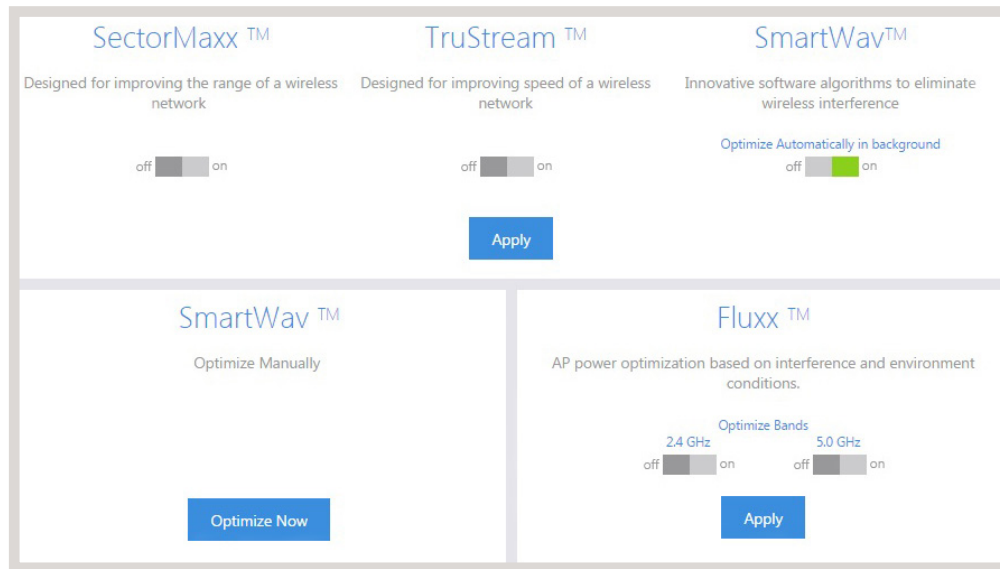 SectorMaxx ™
Designed for improving the range of a wireless
network
off on
TruStream ™
Designed for improving speed of a wireless
network
off on
SmartWav™
Innovative software algorithms to eliminate
wireless interference
Optimize Automatically in background
off on
Apply
SmartWav ™
Optimize Manually
Optimize Now
Fluxx ™
AP power optimization based on interference and environment
conditions.
Optimize Bands
2.4 GHz 5.0 GHz
off on off on
Apply